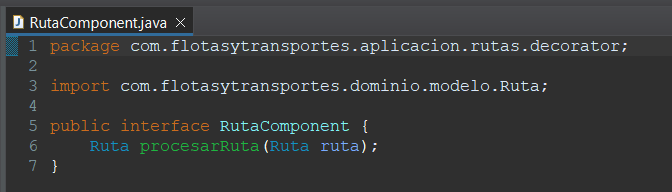 RutaComponent.java
1 package com.flotasytransportes.aplicacion.rutas.decorator;
2
3 import com.flotasytransportes.dominio.modelo.Ruta;
4
5 public interface RutaComponent {
6     Ruta procesarRuta(Ruta ruta);
7 }